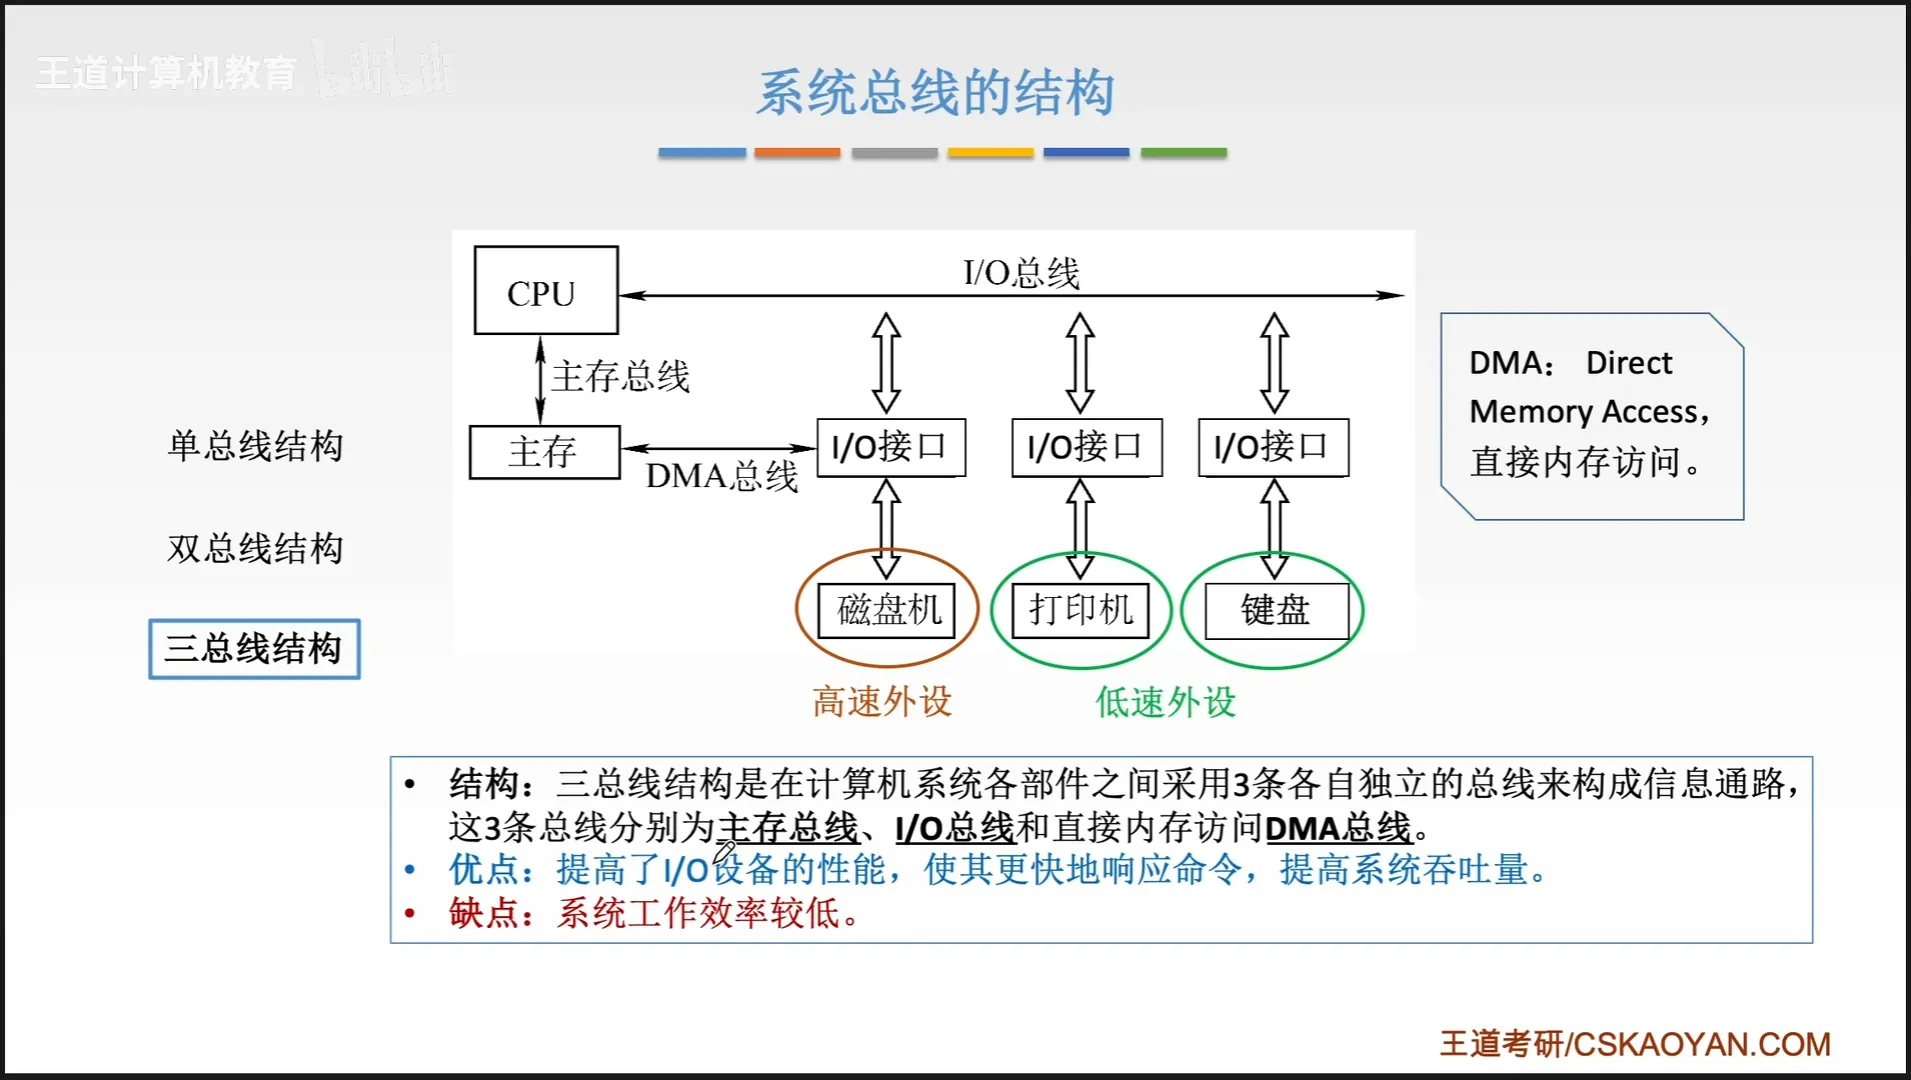 王道计算机教育 bilibili
系统总线的结构
CPU
I/O总线
主存总线
主存
DMA总线
I/O接口
I/O接口
I/O接口
磁盘机
打印机
键盘
高速外设
低速外设
DMA： Direct
Memory Access，
直接内存访问。
单总线结构
双总线结构
三总线结构
• 结构：三总线结构是在计算机系统各部件之间采用3条各自独立的总线来构成信息通路，
这3条总线分别为主存总线、I/O总线和直接内存访问DMA总线。
• 优点：提高了I/O设备的性能，使其更快地响应命令，提高系统吞吐量。
• 缺点：系统工作效率较低。
王道考研/CSKAOYAN.COM